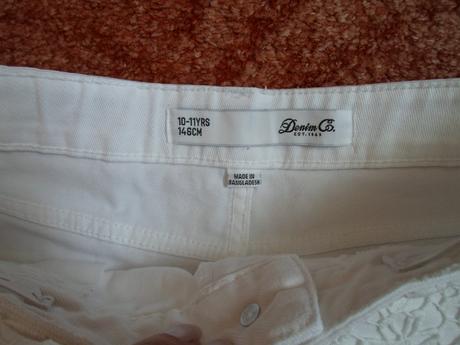 10-11YRS
146CM
Denim Co.
EST. 1969
MADE IN
BANGLADESH